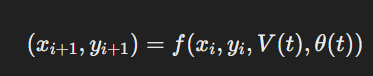 (x_{i+1}, y_{i+1}) = f(x_i, y_i, V(t), θ(t))